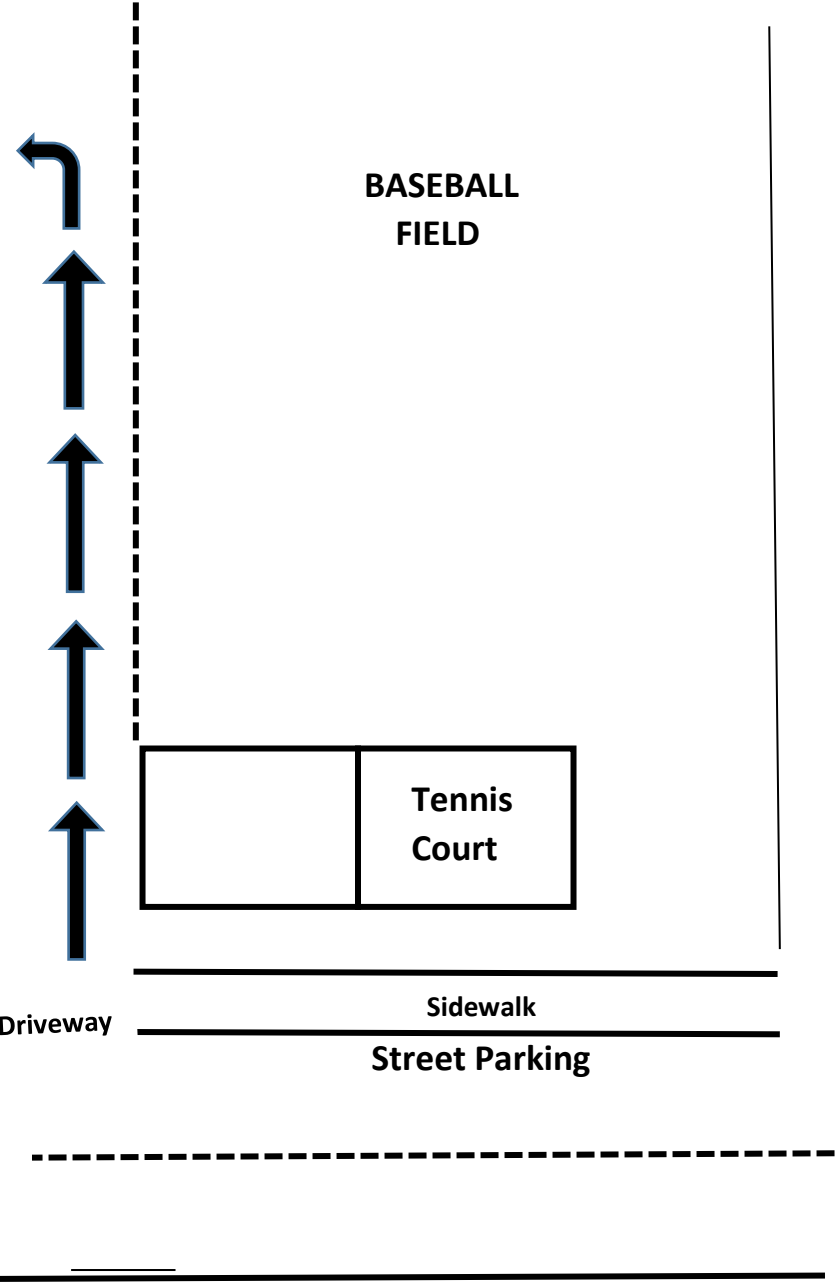 BASEBALL
FIELD
Tennis
Court
Sidewalk
Driveway
Street Parking